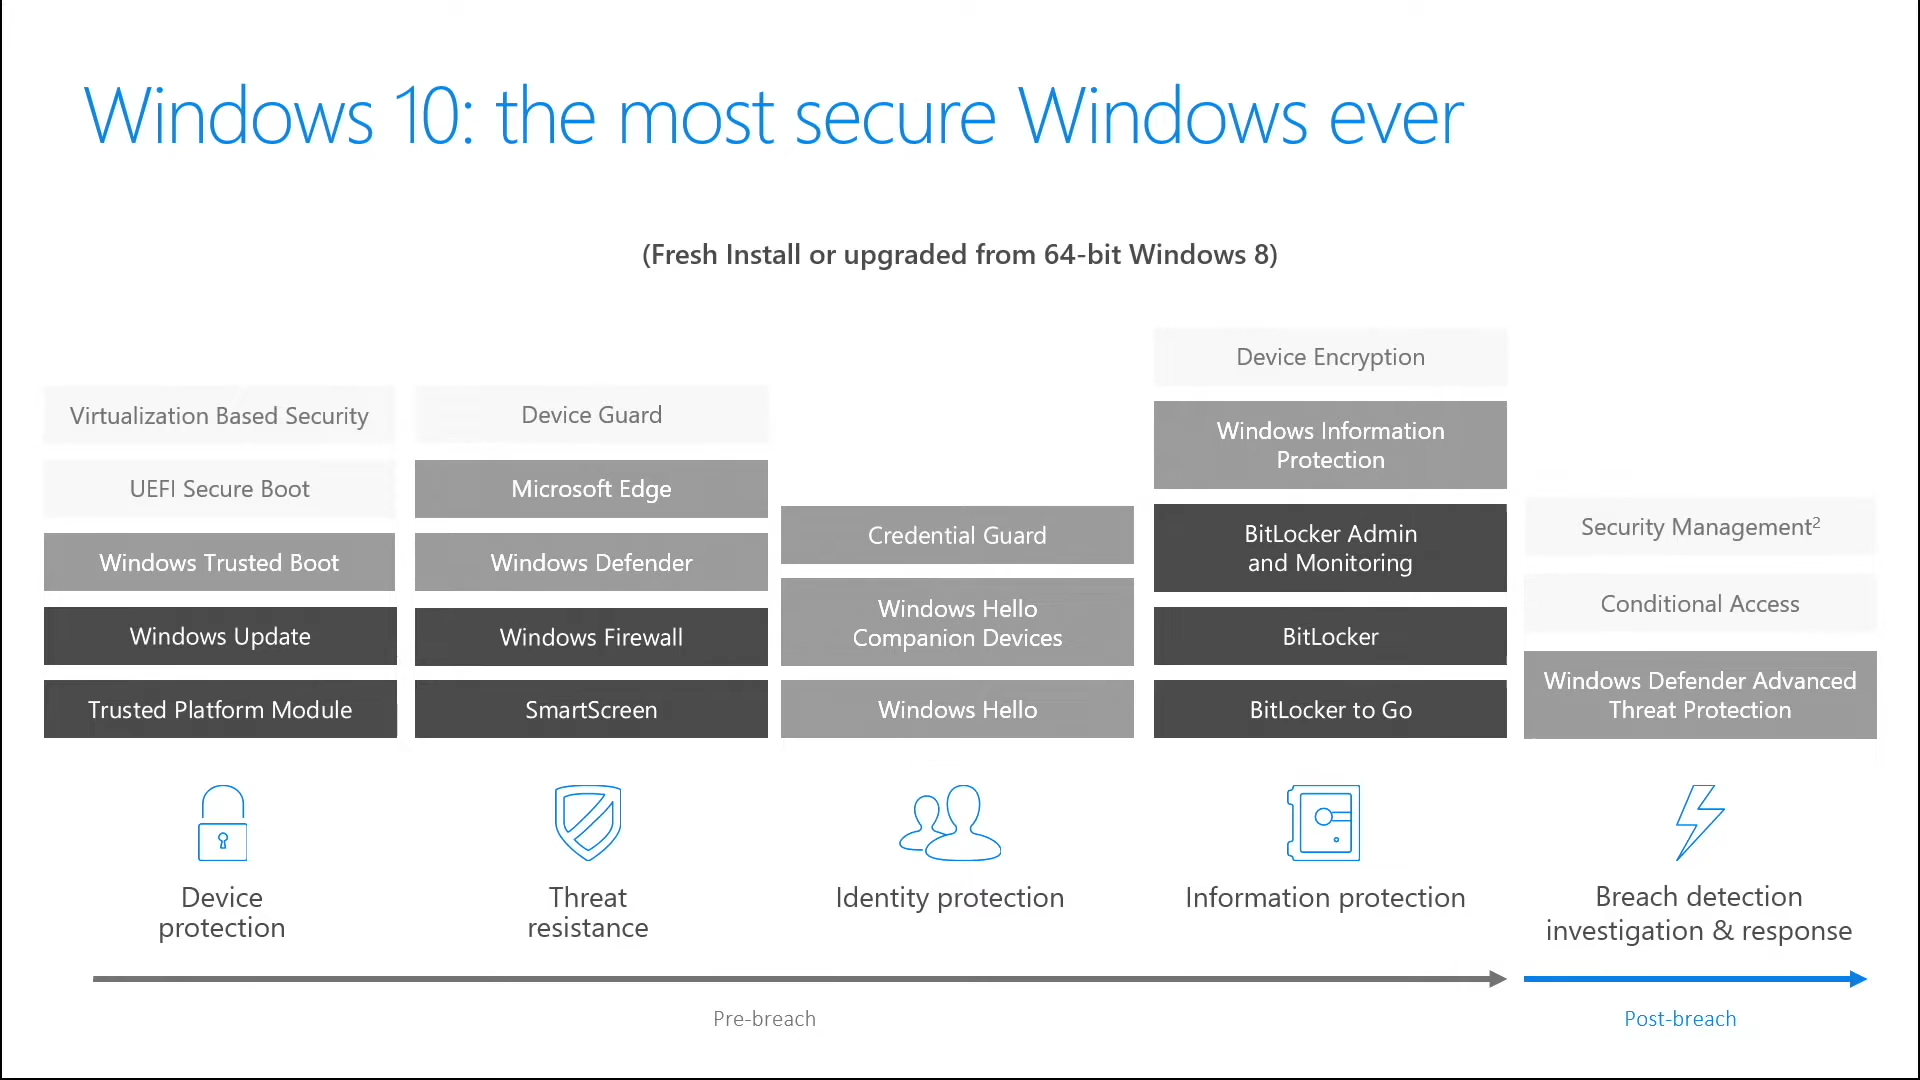 Windows 10: the most secure Windows ever
(Fresh Install or upgraded from 64-bit Windows 8)
Virtualization Based Security
UEFI Secure Boot
Windows Trusted Boot
Windows Update
Trusted Platform Module
Device
protection
Device Guard
Microsoft Edge
Windows Defender
Windows Firewall
SmartScreen
Threat
resistance
Credential Guard
Windows Hello
Companion Devices
Windows Hello
Identity protection
Device Encryption
Windows Information
Protection
BitLocker Admin
and Monitoring
BitLocker
BitLocker to Go
Information protection
Security Management²
Conditional Access
Windows Defender Advanced
Threat Protection
Breach detection
investigation & response
Pre-breach
Post-breach